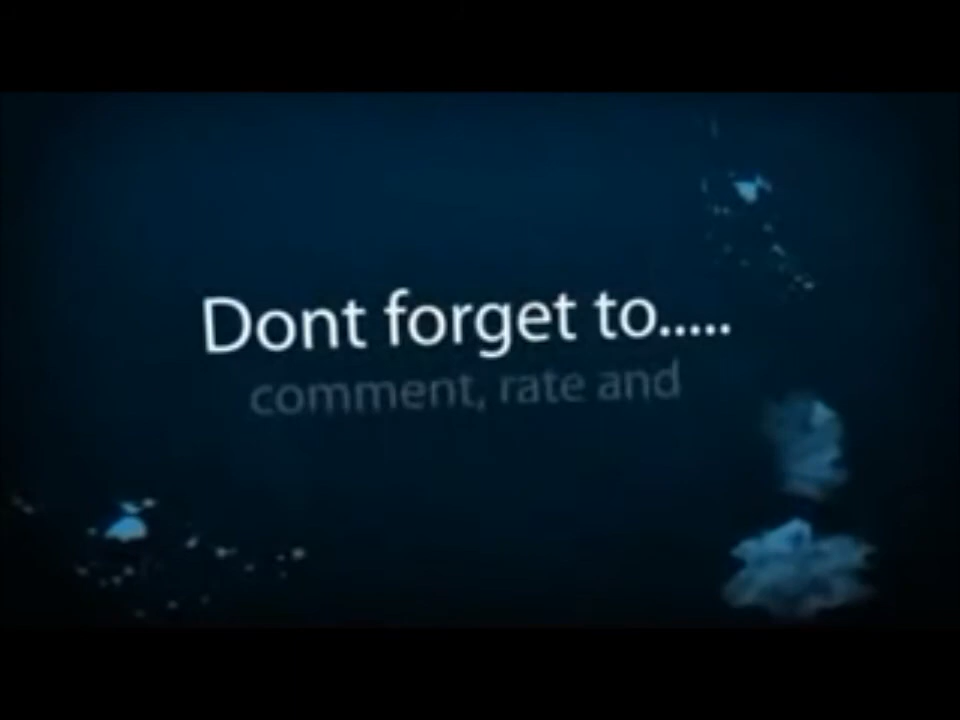 Dont forget to.....
comment, rate and